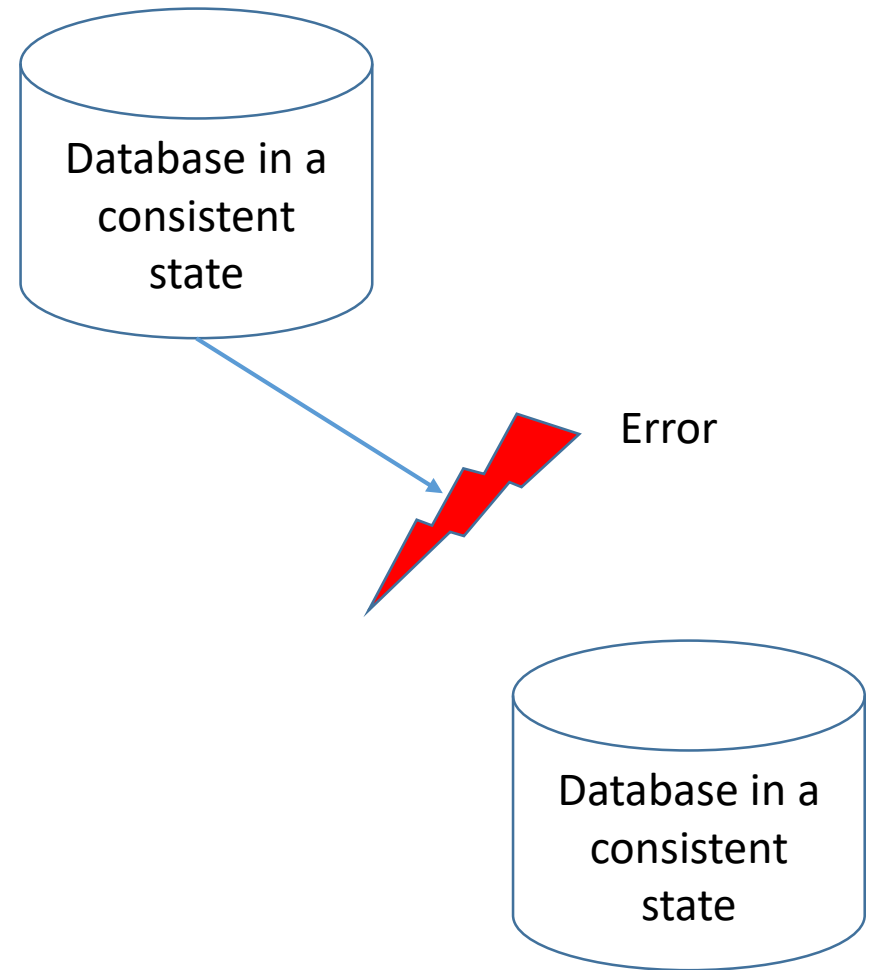 Database in a
consistent
state
Error
Database in a
consistent
state